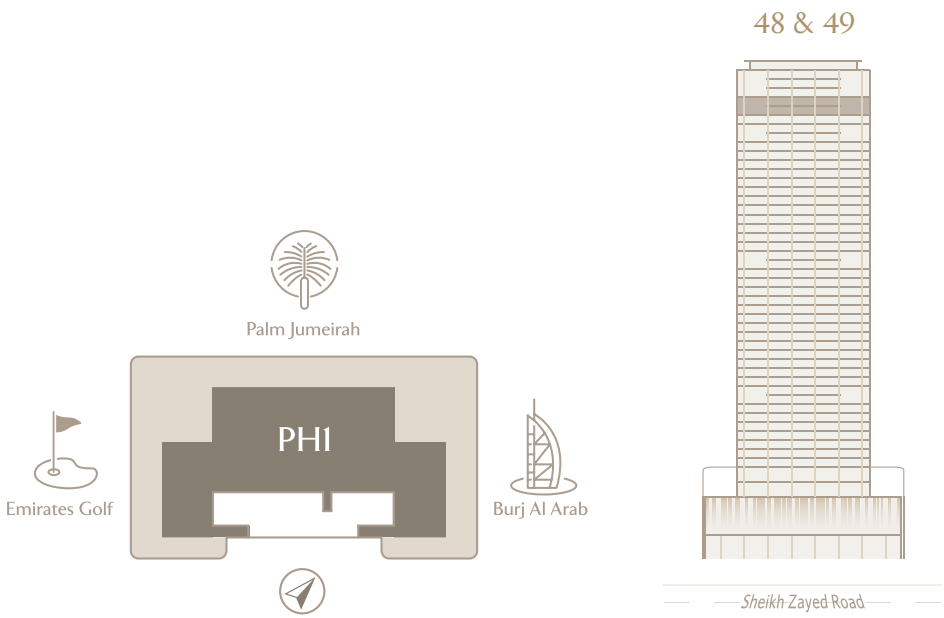 48 & 49
Palm Jumeirah
PH1
Emirates Golf
Burj Al Arab
Sheikh Zayed Road